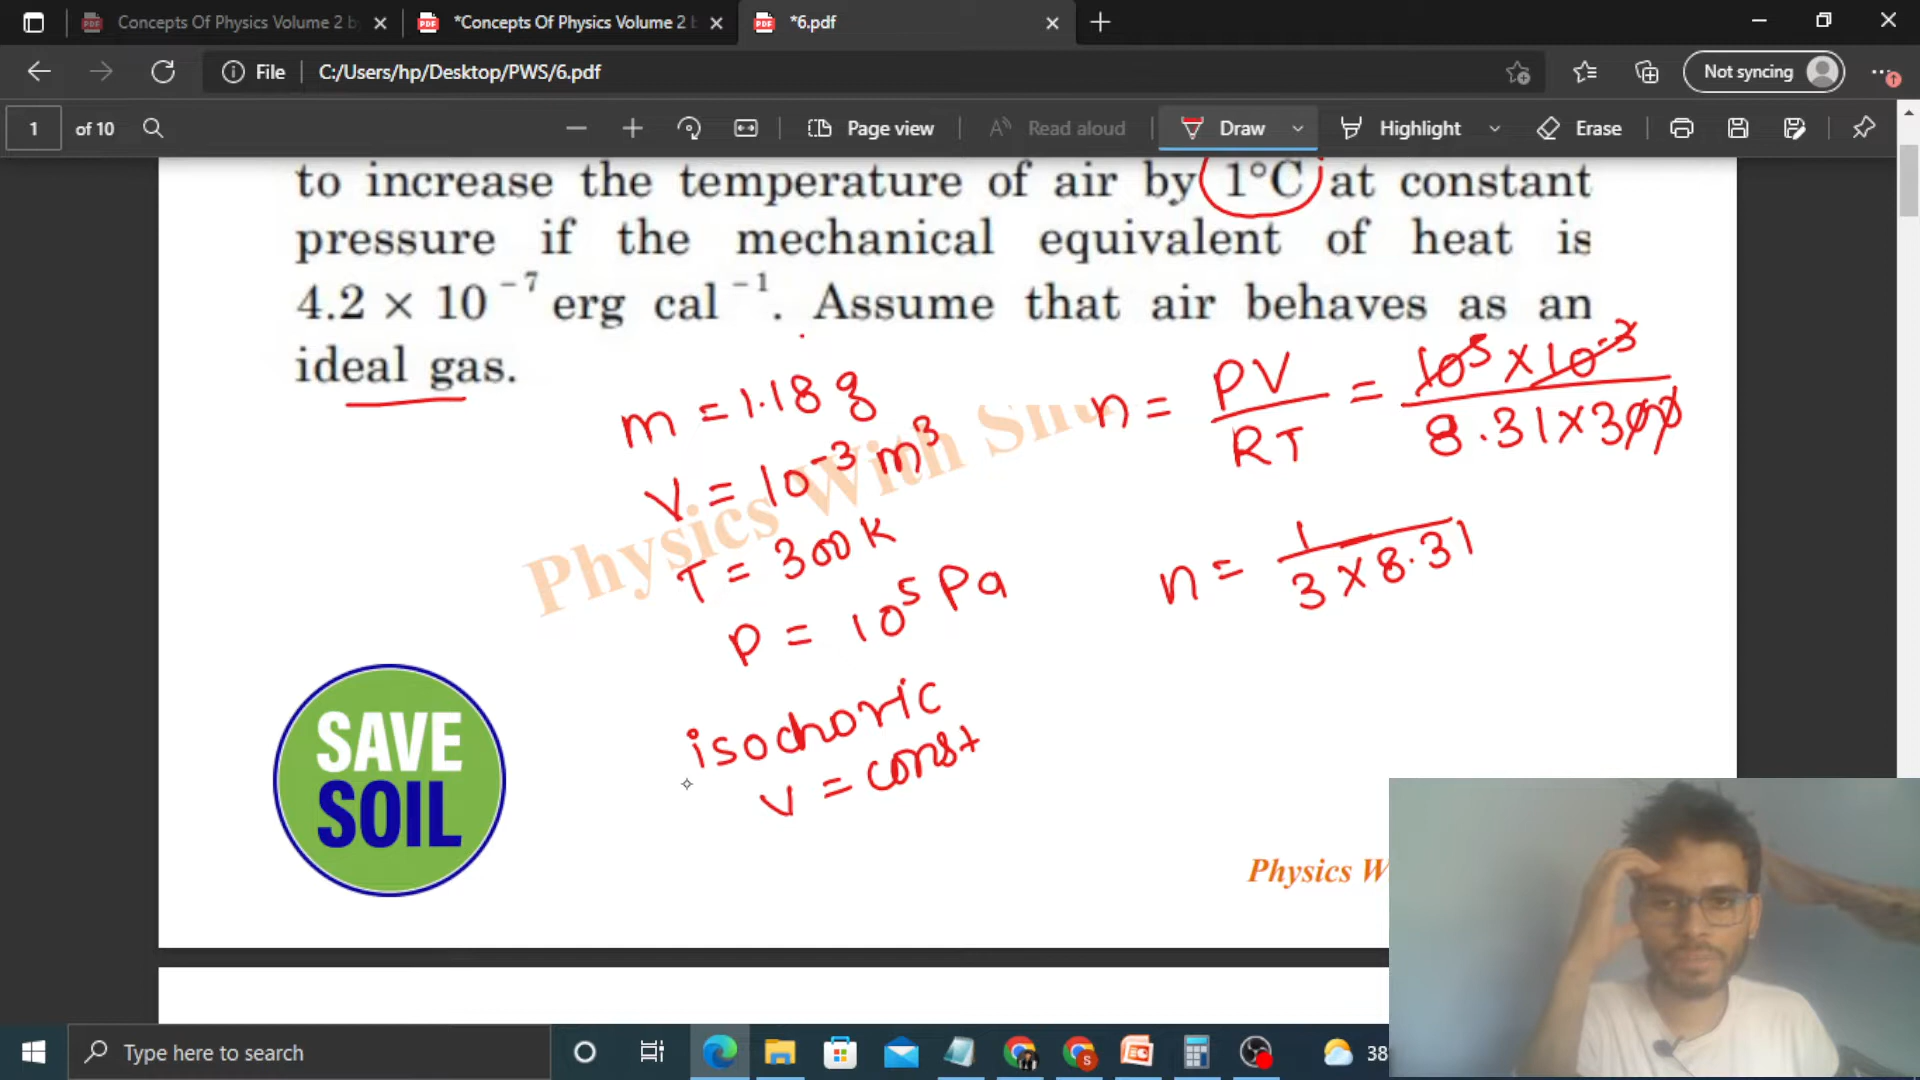 Concepts Of Physics Volume 2 b
*Concepts Of Physics Volume 2 b
*6.pdf
File
C:/Users/hp/Desktop/PWS/6.pdf
Not syncing
1
of 10
Page view
Read aloud
Draw
Highlight
Erase
to increase the temperature of air by 1°C at constant
pressure if the mechanical equivalent of heat is
4.2 × 10⁻⁷ erg cal⁻¹. Assume that air behaves as an
ideal gas.
Physics With Shu
m = 1.18 g
V = 10⁻³ m³
T = 300 K
P = 10⁵ Pa
isochoric
V = const
n = PV/RT = 10⁵ × 10⁻³ / 8.31 × 300
n = 1 / 3 × 8.31
SAVE
SOIL
Physics W
Type here to search
38